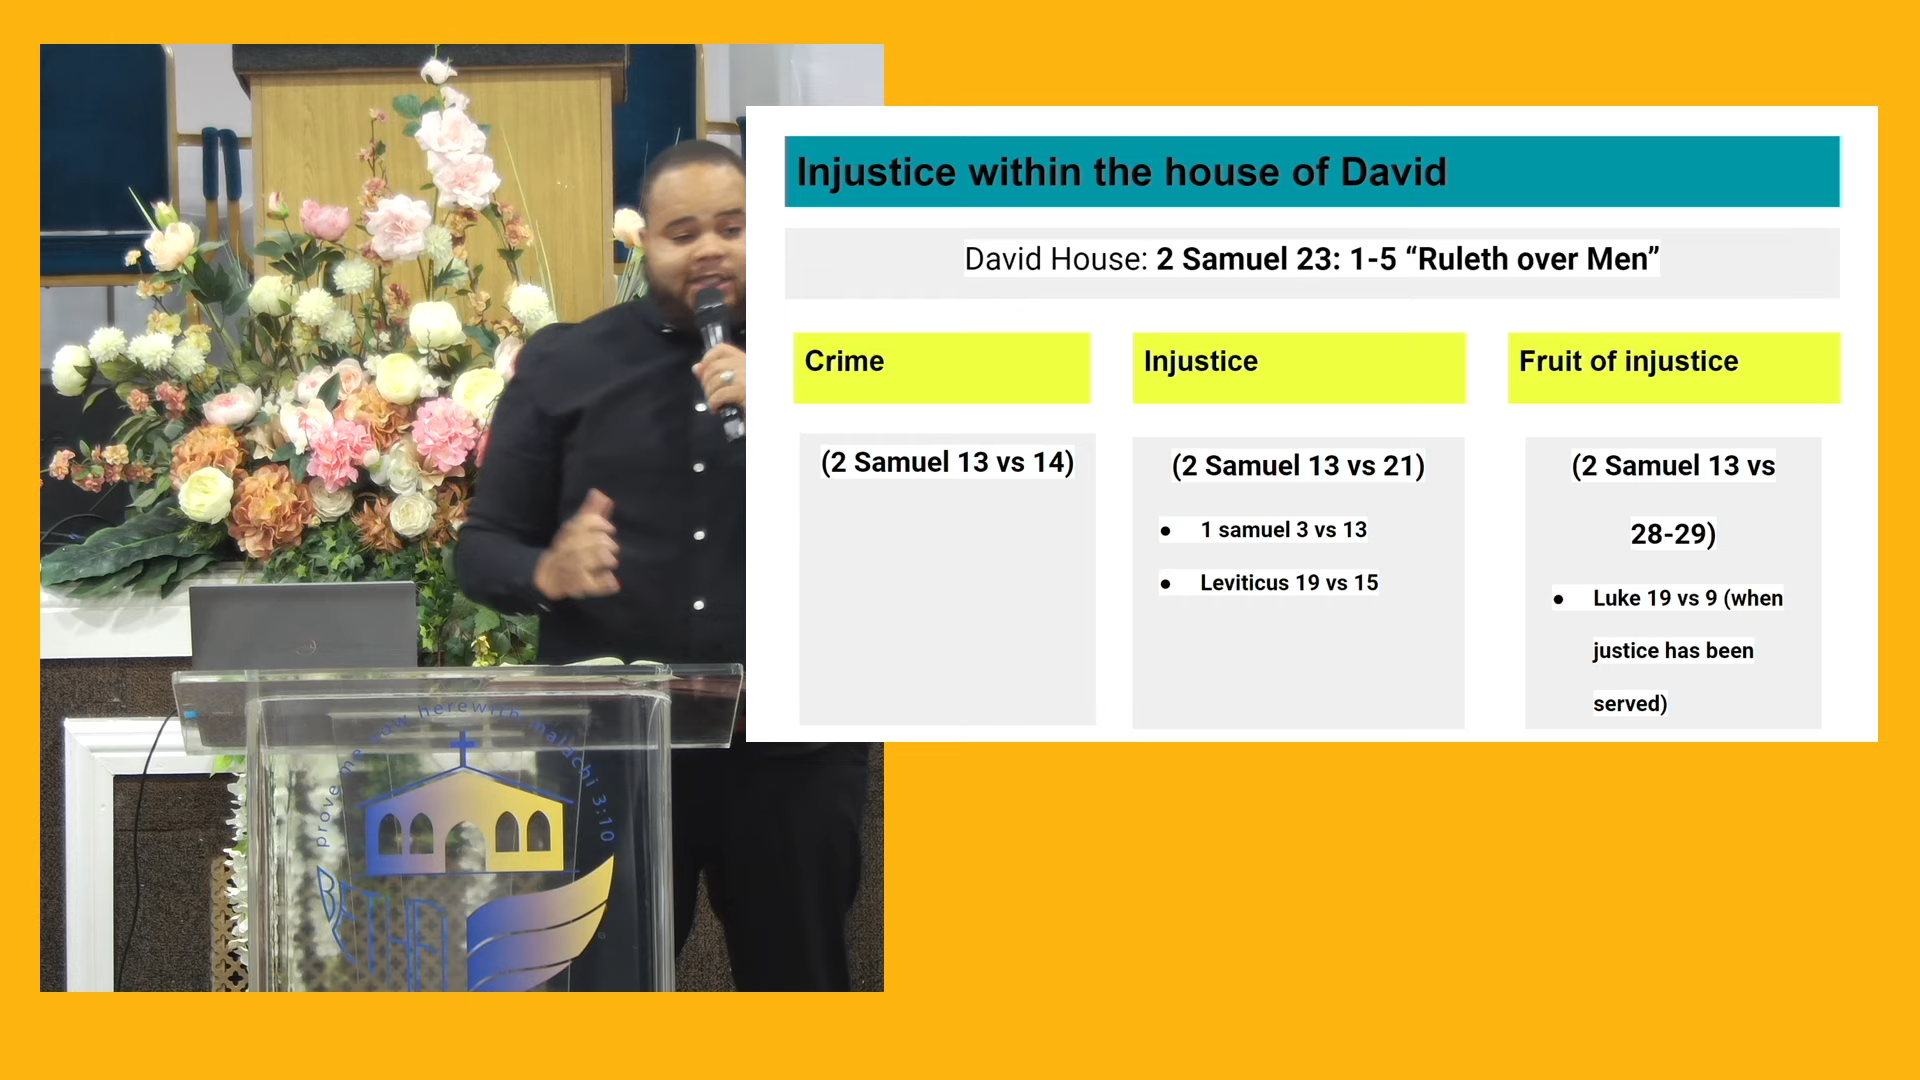 Injustice within the house of David
David House: 2 Samuel 23: 1-5 “Ruleth over Men”
Crime
(2 Samuel 13 vs 14)
Injustice
(2 Samuel 13 vs 21)
● 1 samuel 3 vs 13
● Leviticus 19 vs 15
Fruit of injustice
(2 Samuel 13 vs
28-29)
● Luke 19 vs 9 (when
justice has been
served)
prove me now herewith malachi 3:10